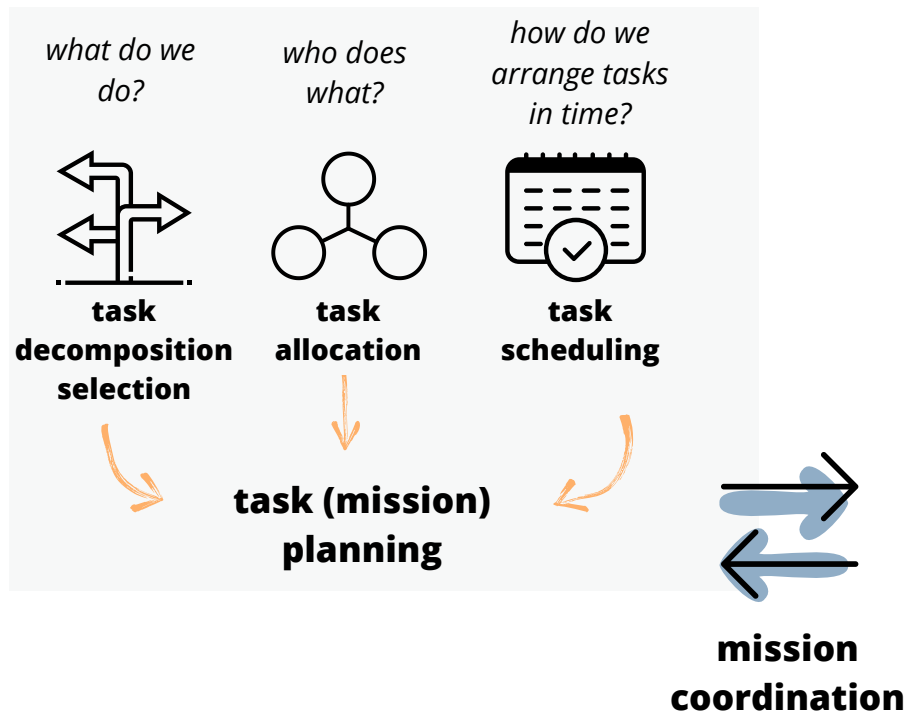 what do we
do?
who does
what?
how do we
arrange tasks
in time?
task
decomposition
selection
task
allocation
task
scheduling
task (mission)
planning
mission
coordination